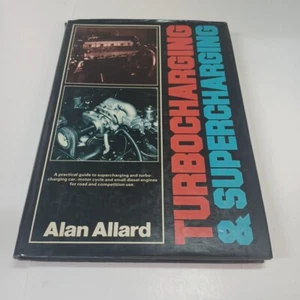 TURBOCHARGING
& SUPERCHARGING
A practical guide to supercharging and turbo-
charging car, motor cycle and small diesel engines
for road and competition use.
Alan Allard